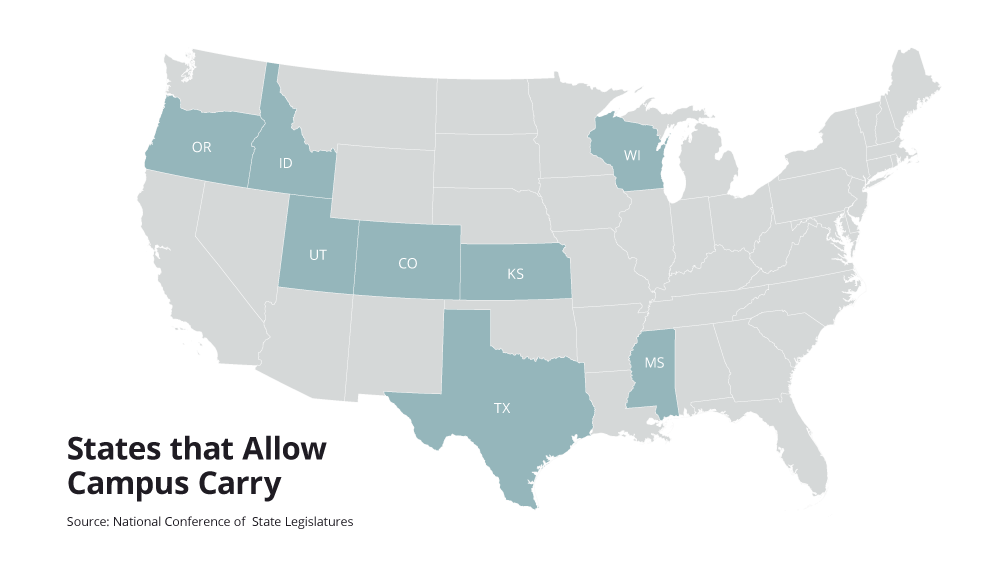 OR
ID
WI
UT
CO
KS
MS
TX
States that Allow
Campus Carry
Source: National Conference of  State Legislatures